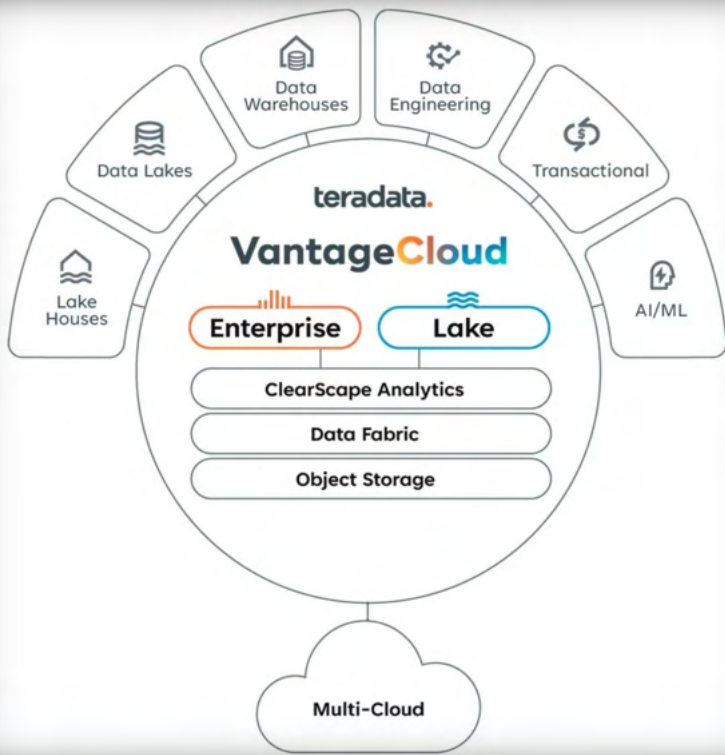 Data
Warehouses
Data
Engineering
Data Lakes
Transactional
Lake
Houses
AI/ML
teradata.
VantageCloud
Enterprise
Lake
ClearScape Analytics
Data Fabric
Object Storage
Multi-Cloud